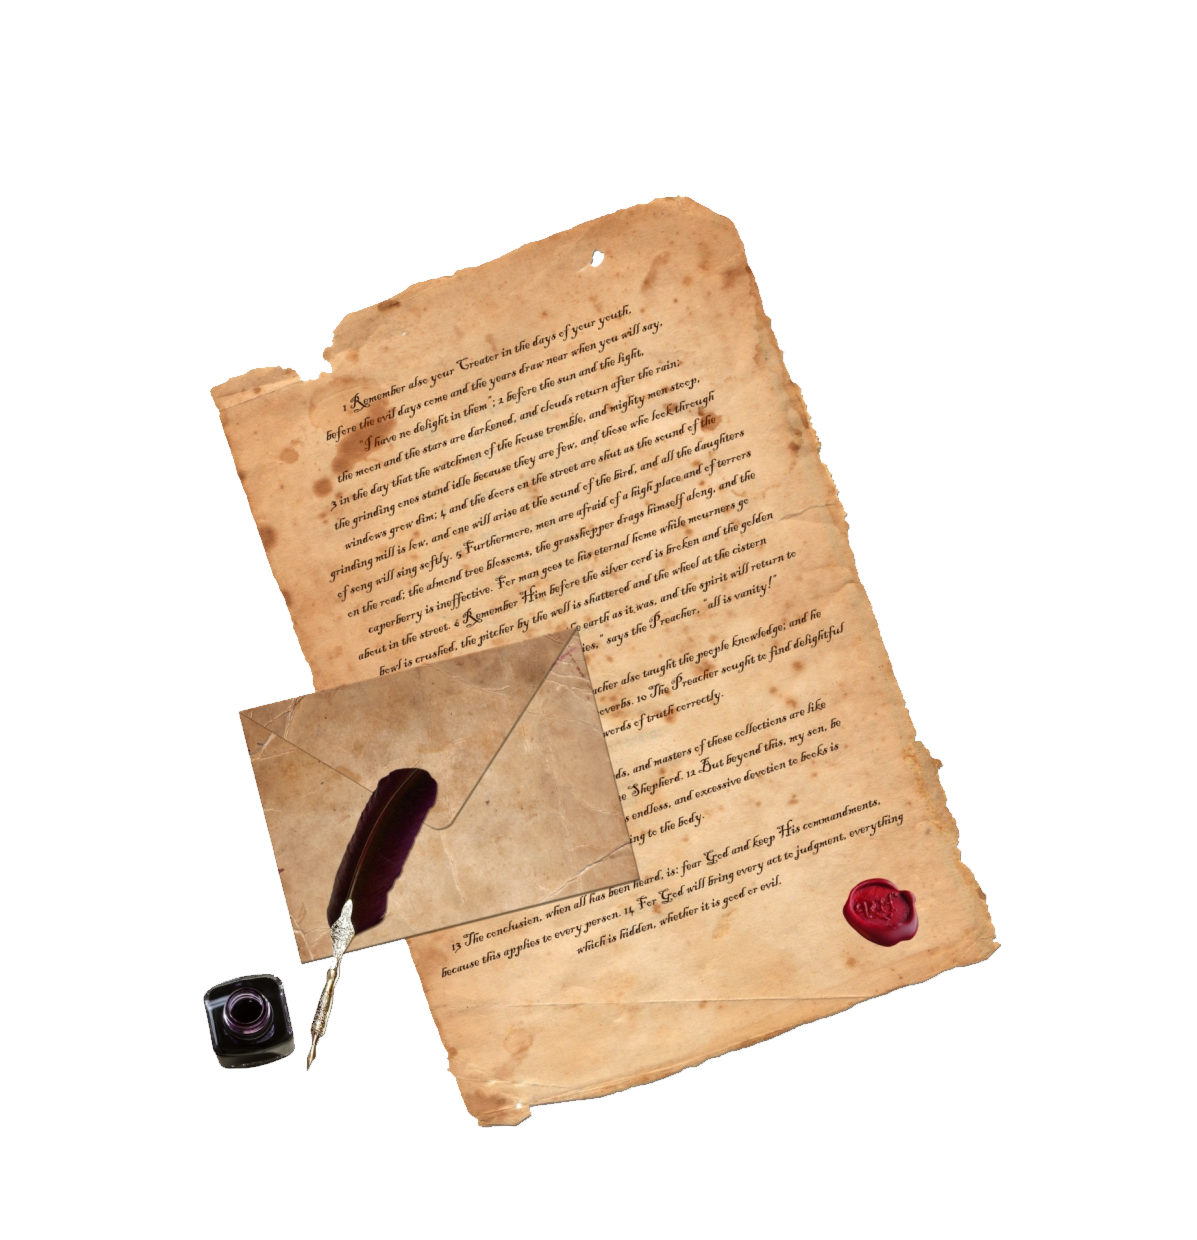 1 Remember also your Creator in the days of your youth,
before the evil days come and the years draw near when you will say,
"I have no delight in them"; 2 before the sun and the light,
the moon and the stars are darkened, and clouds return after the rain;
3 in the day that the watchmen of the house tremble, and mighty men stoop,
the grinding ones stand idle because they are few, and those who look through
windows grow dim; 4 and the doors on the street are shut as the sound of the
grinding mill is low, and one will arise at the sound of the bird, and all the daughters
of song will sing softly. 5 Furthermore, men are afraid of a high place and of terrors
on the road; the almond tree blossoms, the grasshopper drags himself along, and the
caperberry is ineffective. For man goes to his eternal home while mourners go
about in the street. 6 Remember Him before the silver cord is broken and the golden
bowl is crushed, the pitcher by the well is shattered and the wheel at the cistern
earth as it was, and the spirit will return to
says the Preacher, "all is vanity!"
also taught the people knowledge; and he
10 The Preacher sought to find delightful
words of truth correctly.
and masters of these collections are like
Shepherd. 12 But beyond this, my son, be
endless, and excessive devotion to books is
to the body.
13 The conclusion, when all has been heard, is: fear God and keep His commandments,
because this applies to every person. 14 For God will bring every act to judgment, everything
which is hidden, whether it is good or evil.